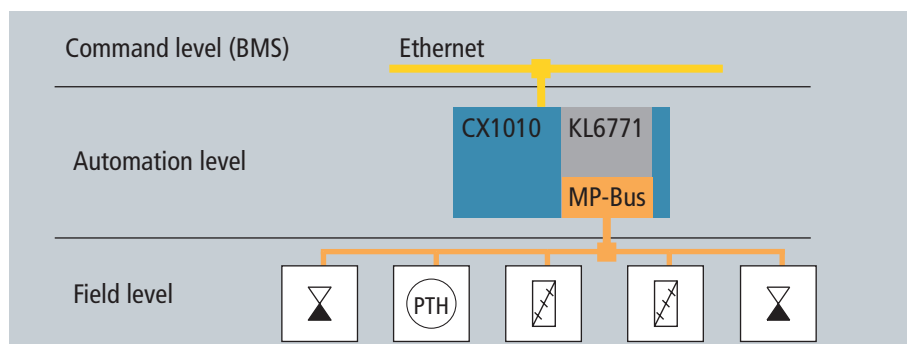 Command level (BMS)
Ethernet
CX1010
KL6771
Automation level
MP-Bus
Field level
PTH